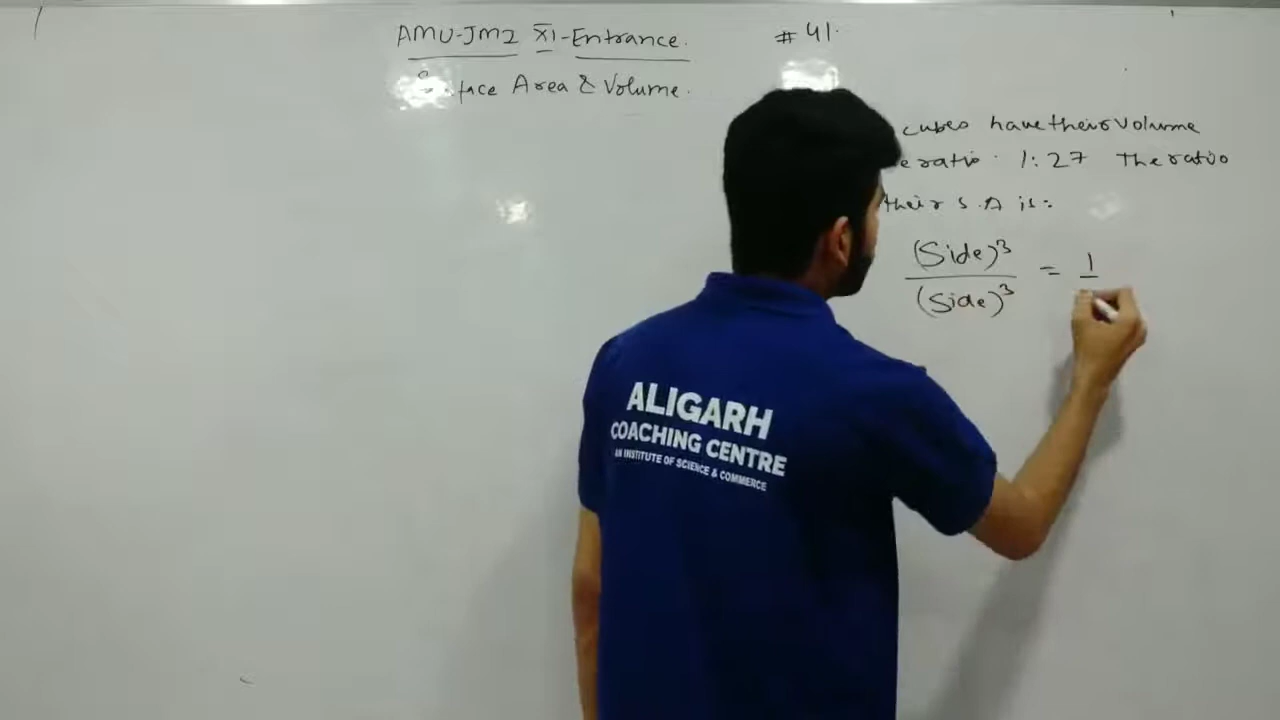 AMU-JMI XI-Entrance. # 41.
Surface Area & Volume.
cubes have their volume
ratio 1:27 The ratio
their S.A is:
(Side)³
= 1
(Side)³
ALIGARH
COACHING CENTRE
AN INSTITUTE OF SCIENCE & COMMERCE